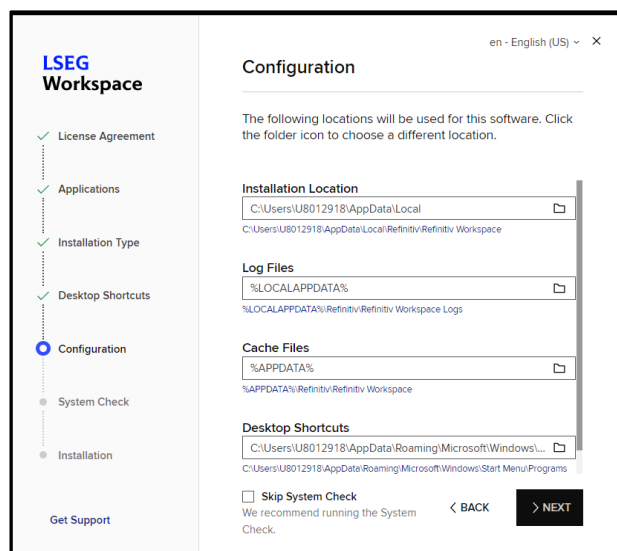 en - English (US)
LSEG
Workspace
License Agreement
Applications
Installation Type
Desktop Shortcuts
Configuration
System Check
Installation
Get Support
Configuration
The following locations will be used for this software. Click
the folder icon to choose a different location.
Installation Location
C:\Users\U8012918\AppData\Local
C:\Users\U8012918\AppData\Local\Refinitiv\Refinitiv Workspace
Log Files
%LOCALAPPDATA%
%LOCALAPPDATA%\Refinitiv\Refinitiv Workspace Logs
Cache Files
%APPDATA%
%APPDATA%\Refinitiv\Refinitiv Workspace
Desktop Shortcuts
C:\Users\U8012918\AppData\Roaming\Microsoft\Windows\...
C:\Users\U8012918\AppData\Roaming\Microsoft\Windows\Start Menu\Programs
Skip System Check
We recommend running the System
Check.
BACK
NEXT